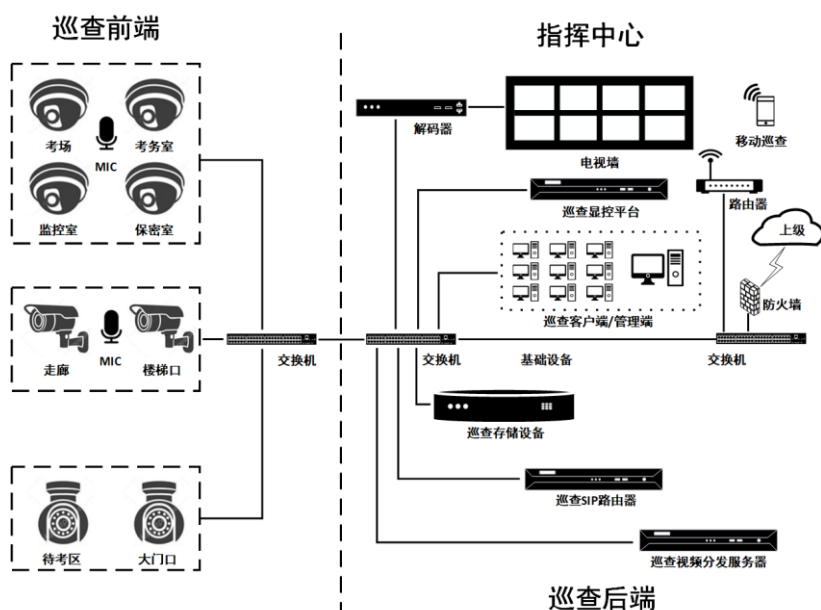 巡查前端
指挥中心
考场
MIC
考务室
监控室
保密室
走廊
MIC
楼梯口
待考区
大门口
交换机
解码器
电视墙
移动巡查
巡查显控平台
路由器
上级
防火墙
巡查客户端/管理端
交换机
基础设备
交换机
巡查存储设备
巡查SIP路由器
巡查视频分发服务器
巡查后端